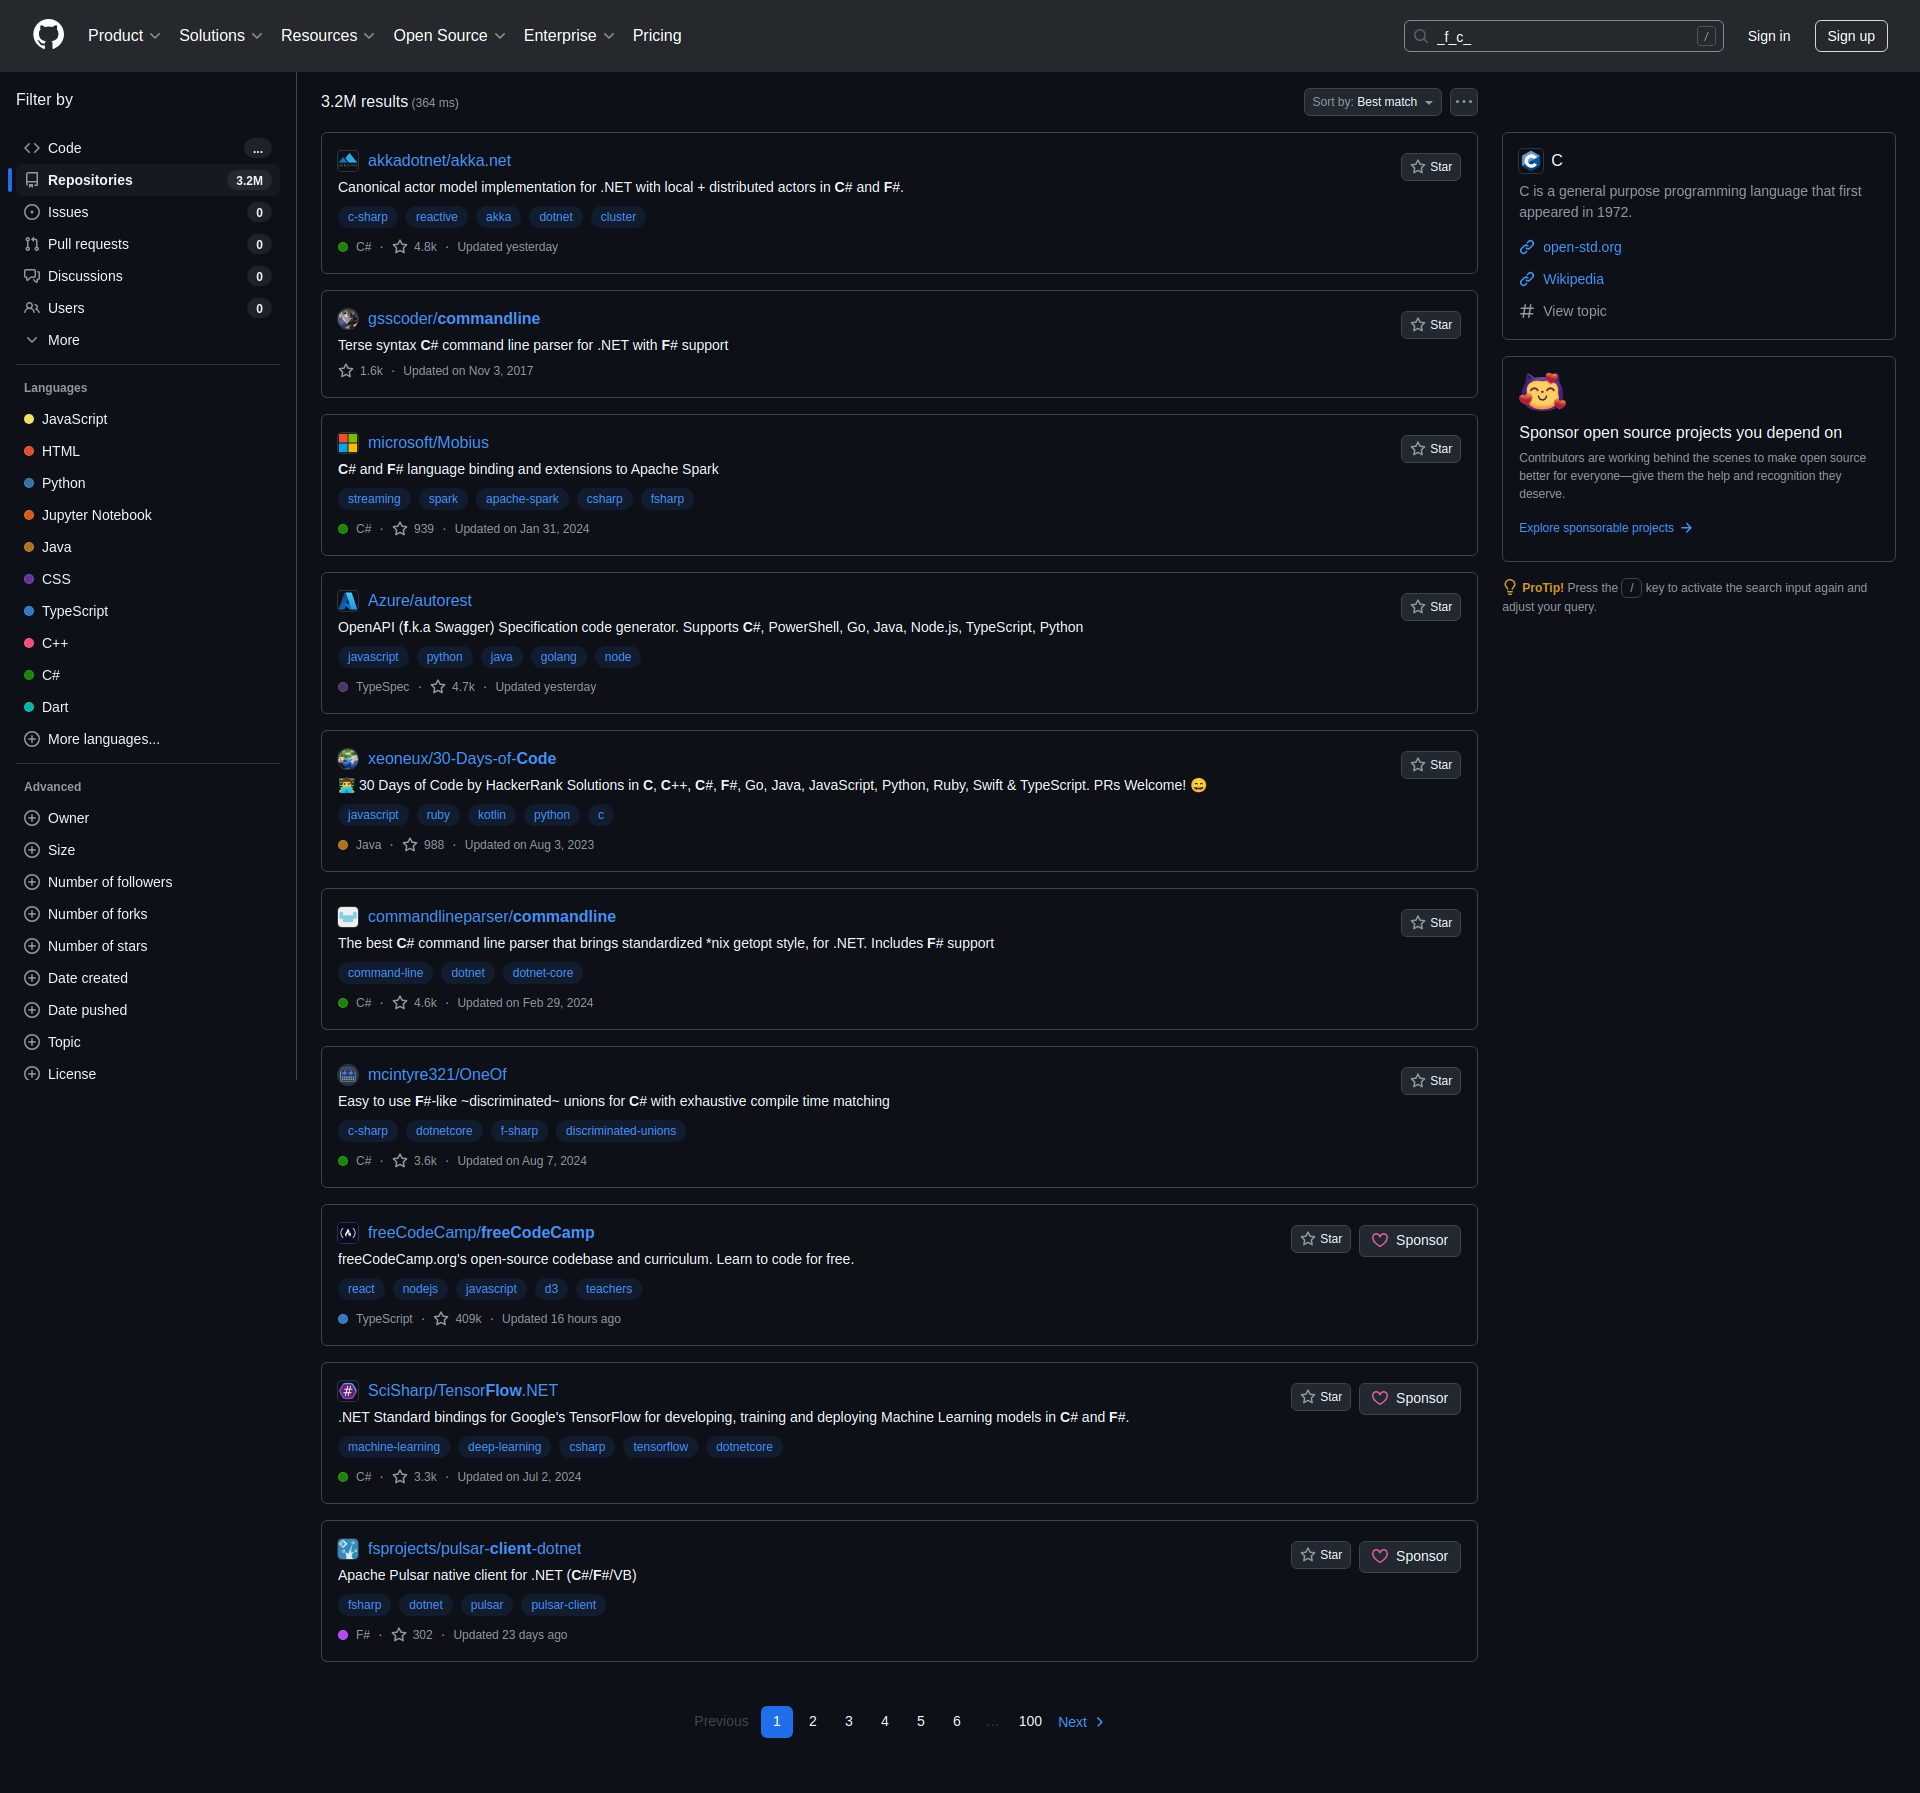 Product
Solutions
Resources
Open Source
Enterprise
Pricing
_f_c_
/
Sign in
Sign up
Filter by
Code ...
Repositories 3.2M
Issues 0
Pull requests 0
Discussions 0
Users 0
More
Languages
JavaScript
HTML
Python
Jupyter Notebook
Java
CSS
TypeScript
C++
C#
Dart
More languages...
Advanced
Owner
Size
Number of followers
Number of forks
Number of stars
Date created
Date pushed
Topic
License
3.2M results (364 ms)
Sort by: Best match
akkadotnet/akka.net
Star
Canonical actor model implementation for .NET with local + distributed actors in C# and F#.
c-sharp reactive akka dotnet cluster
C# · 4.8k · Updated yesterday
gsscoder/commandline
Star
Terse syntax C# command line parser for .NET with F# support
1.6k · Updated on Nov 3, 2017
microsoft/Mobius
Star
C# and F# language binding and extensions to Apache Spark
streaming spark apache-spark csharp fsharp
C# · 939 · Updated on Jan 31, 2024
Azure/autorest
Star
OpenAPI (f.k.a Swagger) Specification code generator. Supports C#, PowerShell, Go, Java, Node.js, TypeScript, Python
javascript python java golang node
TypeSpec · 4.7k · Updated yesterday
xeoneux/30-Days-of-Code
Star
👨‍💻 30 Days of Code by HackerRank Solutions in C, C++, C#, F#, Go, Java, JavaScript, Python, Ruby, Swift & TypeScript. PRs Welcome! 😄
javascript ruby kotlin python c
Java · 988 · Updated on Aug 3, 2023
commandlineparser/commandline
Star
The best C# command line parser that brings standardized *nix getopt style, for .NET. Includes F# support
command-line dotnet dotnet-core
C# · 4.6k · Updated on Feb 29, 2024
mcintyre321/OneOf
Star
Easy to use F#-like ~discriminated~ unions for C# with exhaustive compile time matching
c-sharp dotnetcore f-sharp discriminated-unions
C# · 3.6k · Updated on Aug 7, 2024
freeCodeCamp/freeCodeCamp
Star Sponsor
freeCodeCamp.org's open-source codebase and curriculum. Learn to code for free.
react nodejs javascript d3 teachers
TypeScript · 409k · Updated 16 hours ago
SciSharp/TensorFlow.NET
Star Sponsor
.NET Standard bindings for Google's TensorFlow for developing, training and deploying Machine Learning models in C# and F#.
machine-learning deep-learning csharp tensorflow dotnetcore
C# · 3.3k · Updated on Jul 2, 2024
fsprojects/pulsar-client-dotnet
Star Sponsor
Apache Pulsar native client for .NET (C#/F#/VB)
fsharp dotnet pulsar pulsar-client
F# · 302 · Updated 23 days ago
Previous 1 2 3 4 5 6 … 100 Next
C
C is a general purpose programming language that first
appeared in 1972.
open-std.org
Wikipedia
View topic
Sponsor open source projects you depend on
Contributors are working behind the scenes to make open source
better for everyone—give them the help and recognition they
deserve.
Explore sponsorable projects
ProTip! Press the / key to activate the search input again and
adjust your query.